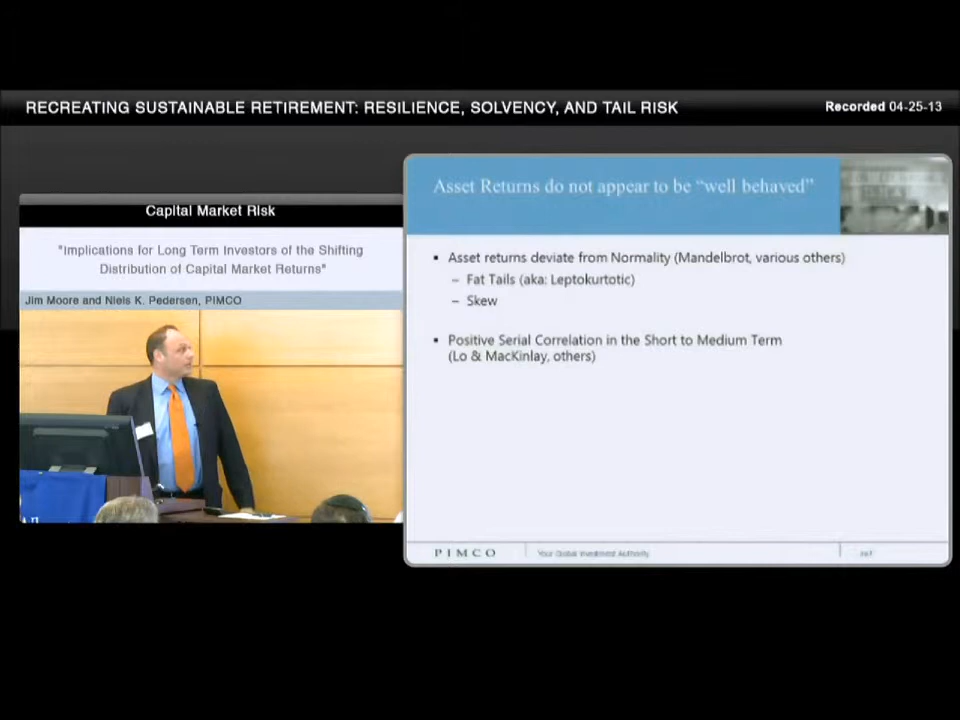 RECREATING SUSTAINABLE RETIREMENT: RESILIENCE, SOLVENCY, AND TAIL RISK
Recorded 04-25-13
Capital Market Risk
"Implications for Long Term Investors of the Shifting
Distribution of Capital Market Returns"
Jim Moore and Niels K. Pedersen, PIMCO
Asset Returns do not appear to be “well behaved”
▪ Asset returns deviate from Normality (Mandelbrot, various others)
– Fat Tails (aka: Leptokurtotic)
– Skew
▪ Positive Serial Correlation in the Short to Medium Term
(Lo & MacKinlay, others)
PIMCO
Your Global Investment Authority